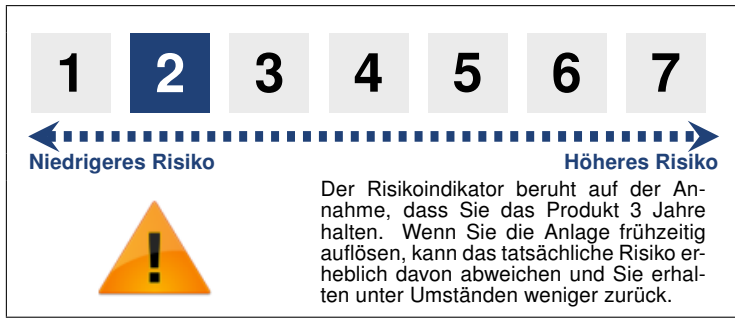 1 2 3 4 5 6 7
Niedrigeres Risiko Höheres Risiko
Der Risikoindikator beruht auf der An-
nahme, dass Sie das Produkt 3 Jahre
halten. Wenn Sie die Anlage frühzeitig
auflösen, kann das tatsächliche Risiko er-
heblich davon abweichen und Sie erhal-
ten unter Umständen weniger zurück.